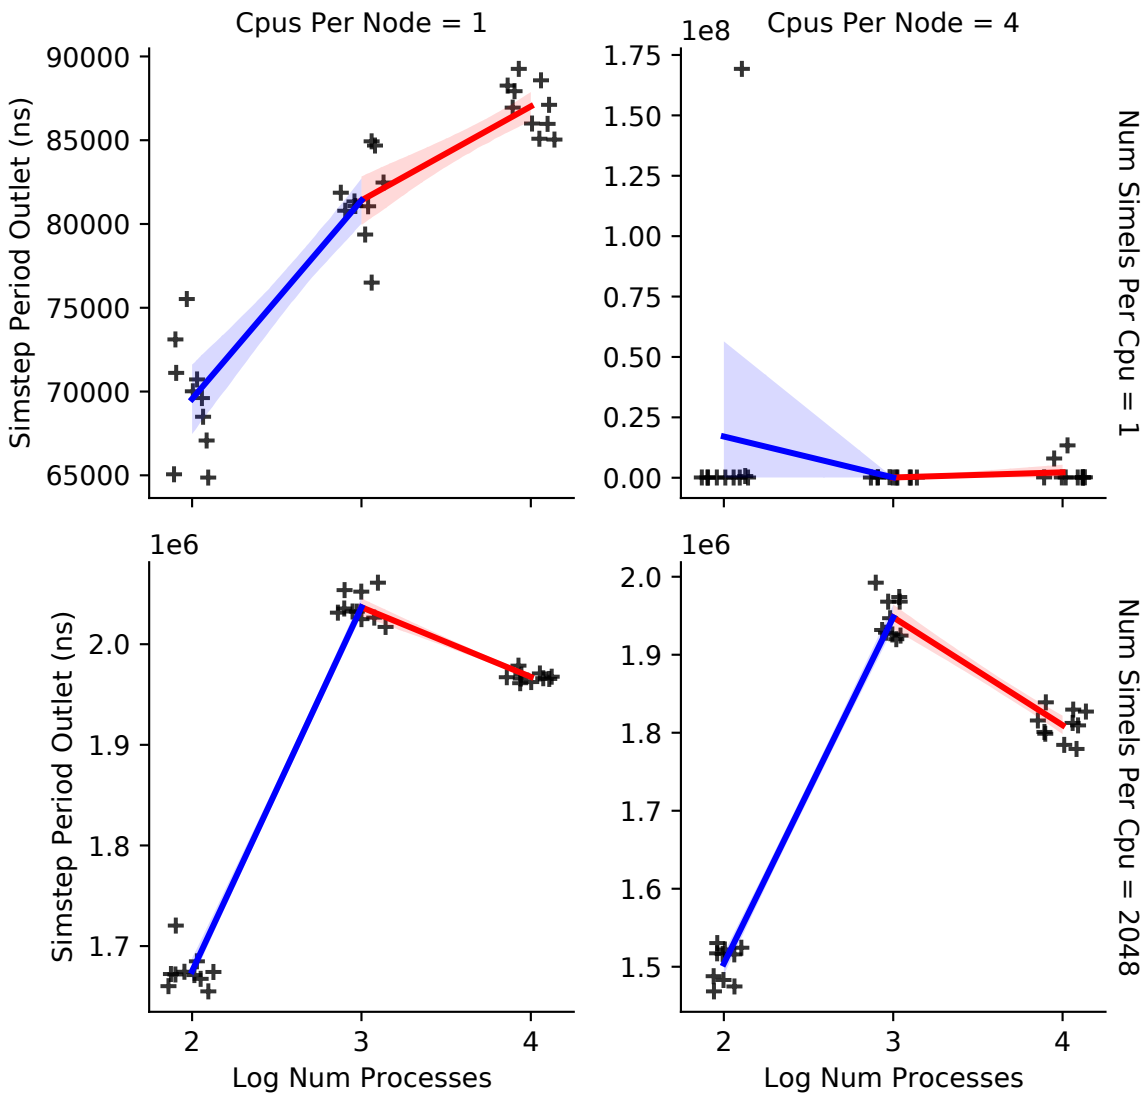 Cpus Per Node = 1
Cpus Per Node = 4
1e8
Simstep Period Outlet (ns)
90000
85000
80000
75000
70000
65000
1.75
1.50
1.25
1.00
0.75
0.50
0.25
0.00
Num Simels Per Cpu = 1
1e6
1e6
Simstep Period Outlet (ns)
2.0
1.9
1.8
1.7
2.0
1.9
1.8
1.7
1.6
1.5
Num Simels Per Cpu = 2048
2 3 4
2 3 4
Log Num Processes
Log Num Processes